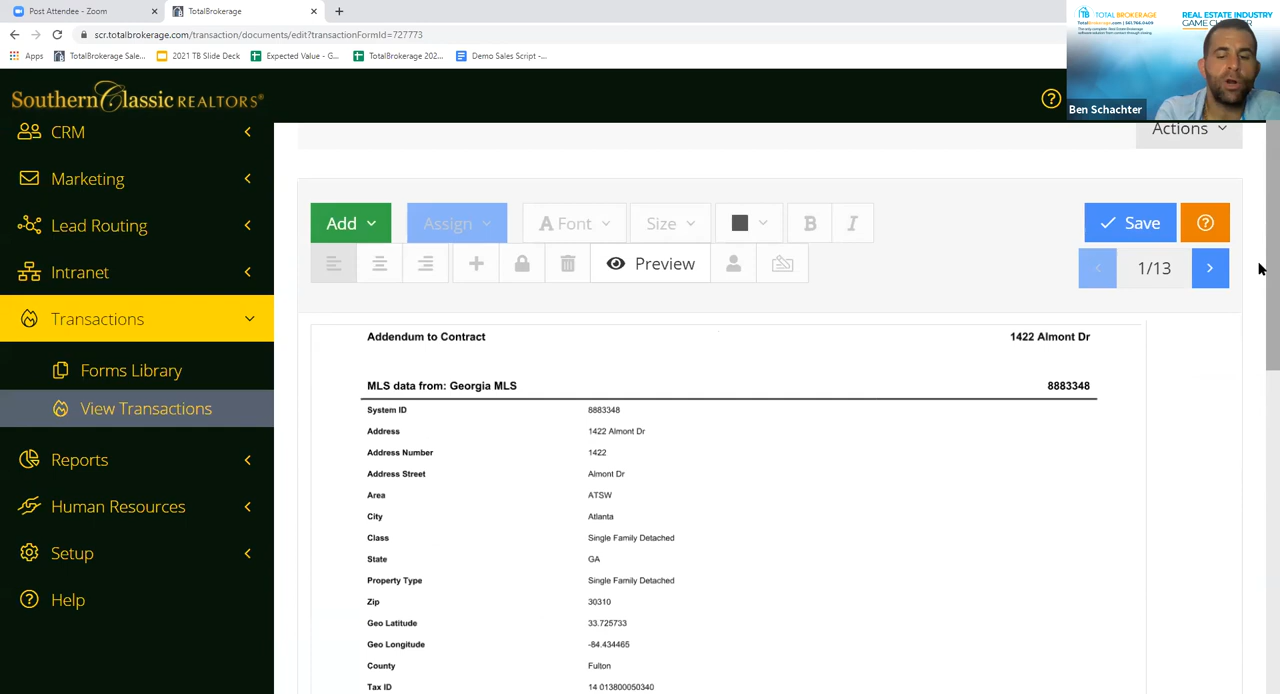 Post Attendee - Zoom
TotalBrokerage
scr.totalbrokerage.com/transaction/documents/edit?transactionFormId=727773
Apps
TotalBrokerage Sale...
2021 TB Slide Deck
Expected Value - G...
TotalBrokerage 202...
Demo Sales Script -...
TOTAL BROKERAGE
REAL ESTATE INDUSTRY
Ben Schachter
Southern Classic REALTORS®
CRM
Marketing
Lead Routing
Intranet
Transactions
Forms Library
View Transactions
Reports
Human Resources
Setup
Help
Actions
Add
Assign
A Font
Size
B
I
Save
Preview
1/13
Addendum to Contract 1422 Almont Dr
MLS data from: Georgia MLS 8883348
System ID 8883348
Address 1422 Almont Dr
Address Number 1422
Address Street Almont Dr
Area ATSW
City Atlanta
Class Single Family Detached
State GA
Property Type Single Family Detached
Zip 30310
Geo Latitude 33.725733
Geo Longitude -84.434465
County Fulton
Tax ID 14 013800050340